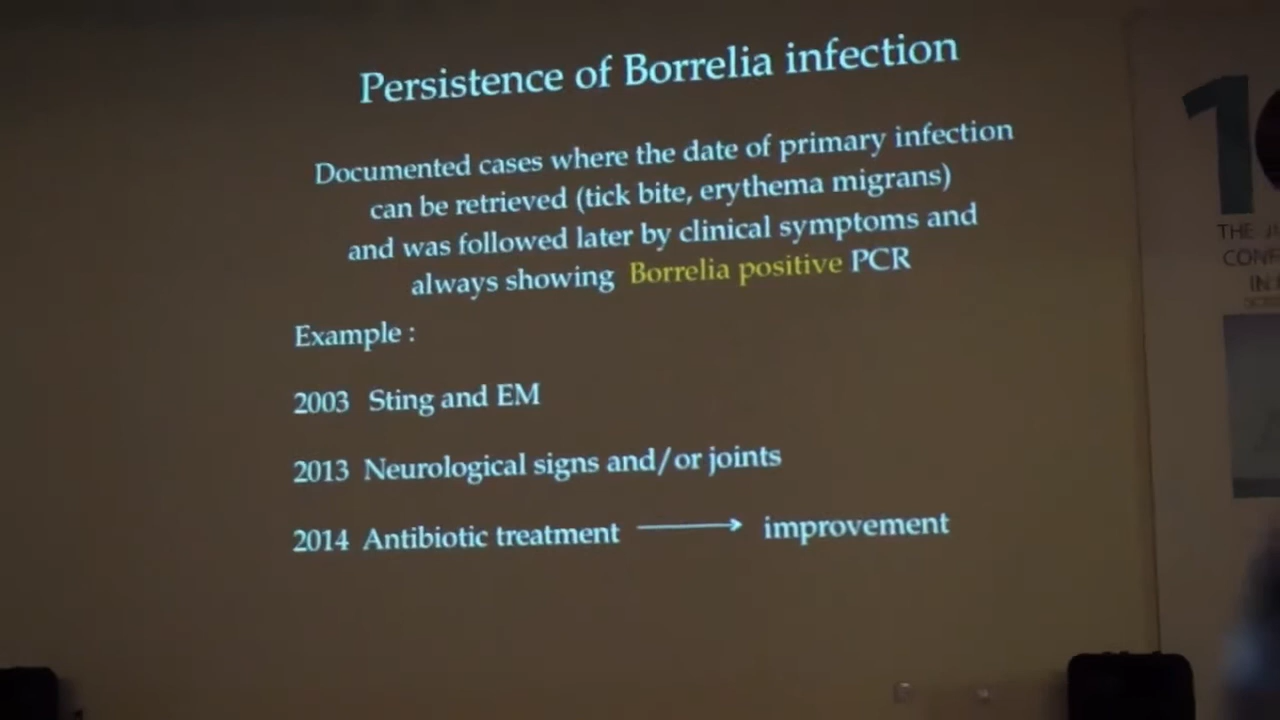 Persistence of Borrelia infection
Documented cases where the date of primary infection
can be retrieved (tick bite, erythema migrans)
and was followed later by clinical symptoms and
always showing Borrelia positive PCR
Example :
2003 Sting and EM
2013 Neurological signs and/or joints
2014 Antibiotic treatment → improvement
1
THE